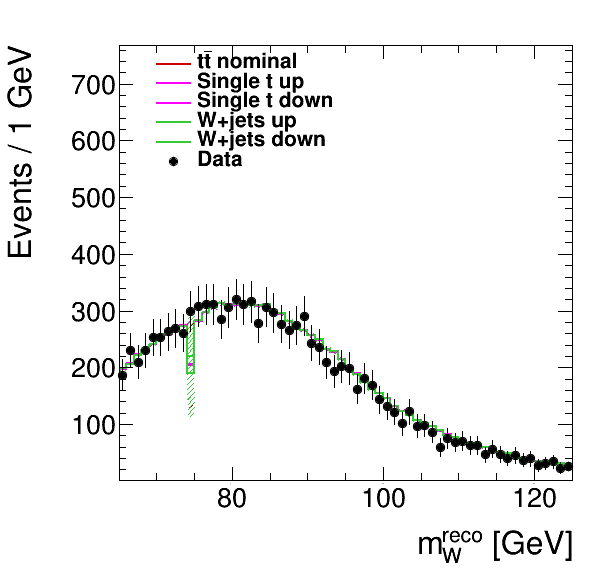 Events / 1 GeV
700
600
500
400
300
200
100
tt̄ nominal
Single t up
Single t down
W+jets up
W+jets down
Data
80
100
120
m_W^reco [GeV]